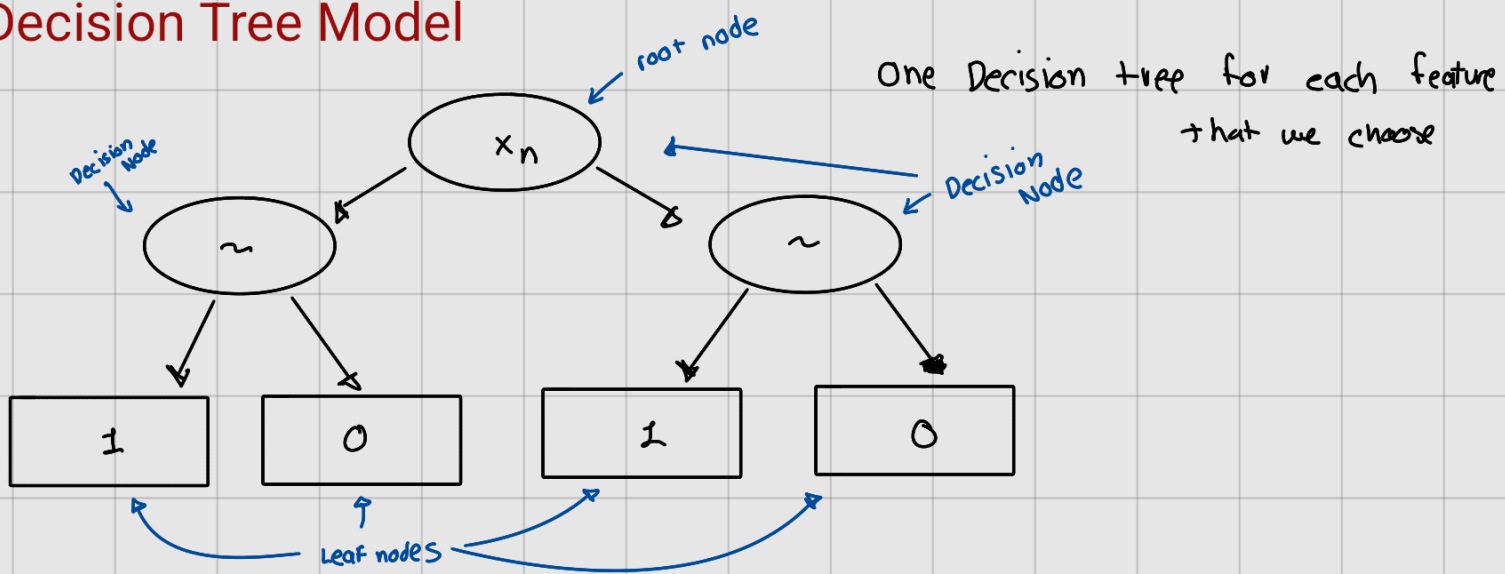 Decision Tree Model
root node
One Decision tree for each feature
that we choose
xn
Decision
Node
Decision
Node
~
~
1
0
1
0
Leaf nodes